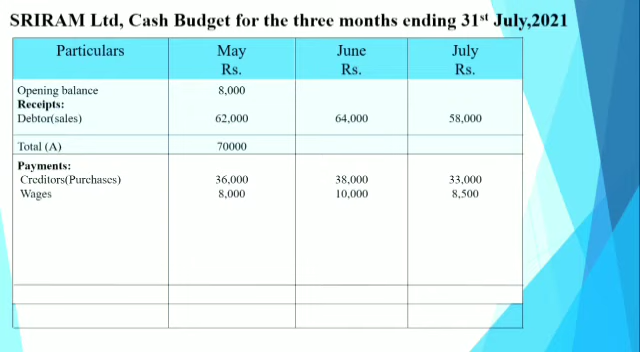 SRIRAM Ltd, Cash Budget for the three months ending 31st July,2021
Particulars May June July
Rs. Rs. Rs.
Opening balance 8,000
Receipts:
Debtor(sales) 62,000 64,000 58,000
Total (A) 70000
Payments:
Creditors(Purchases) 36,000 38,000 33,000
Wages 8,000 10,000 8,500